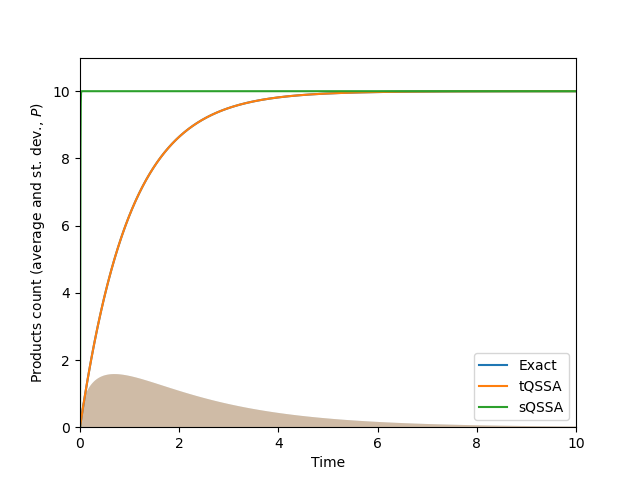 Products count (average and st. dev., P)
10
8
6
4
2
0
0 2 4 6 8 10
Time
Exact
tQSSA
sQSSA